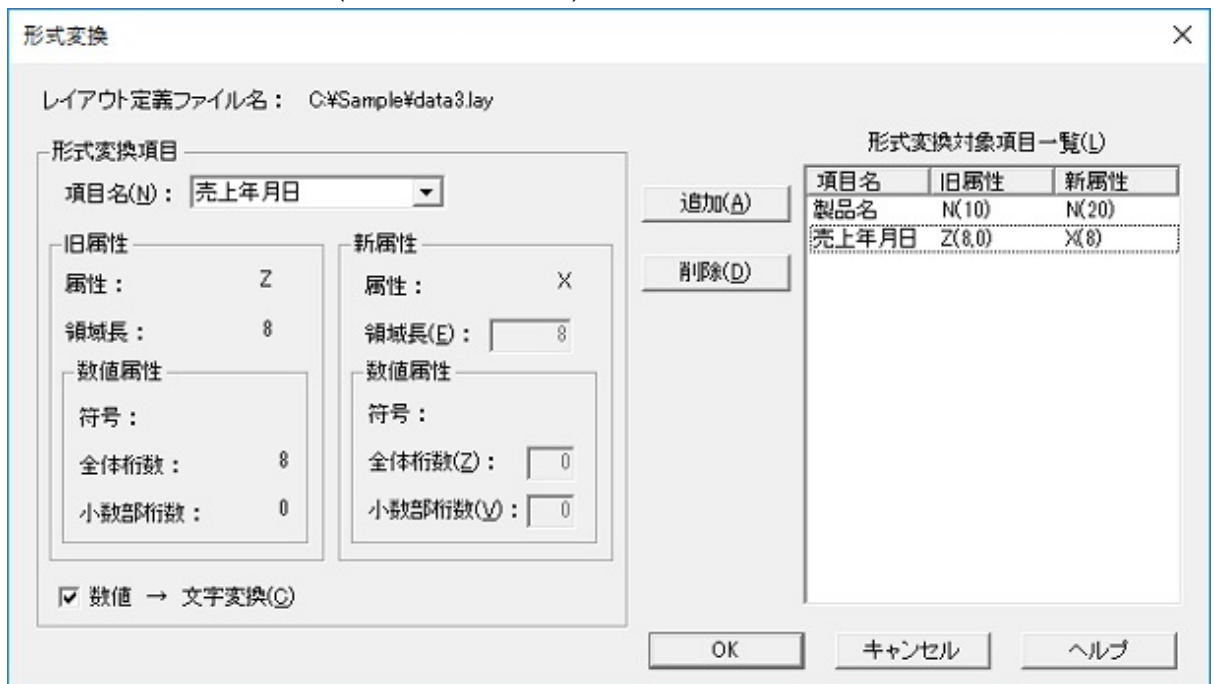 形式変換
レイアウト定義ファイル名： C:¥Sample¥data3.lay
形式変換項目
項目名(N)： 売上年月日
旧属性
属性： Z
領域長： 8
数値属性
符号：
全体桁数： 8
小数部桁数： 0
新属性
属性： X
領域長(E)： 8
数値属性
符号：
全体桁数(Z)： 0
小数部桁数(V)： 0
数値 → 文字変換(C)
追加(A)
削除(D)
形式変換対象項目一覧(L)
項目名 旧属性 新属性
製品名 N(10) N(20)
売上年月日 Z(8,0) X(8)
OK キャンセル ヘルプ